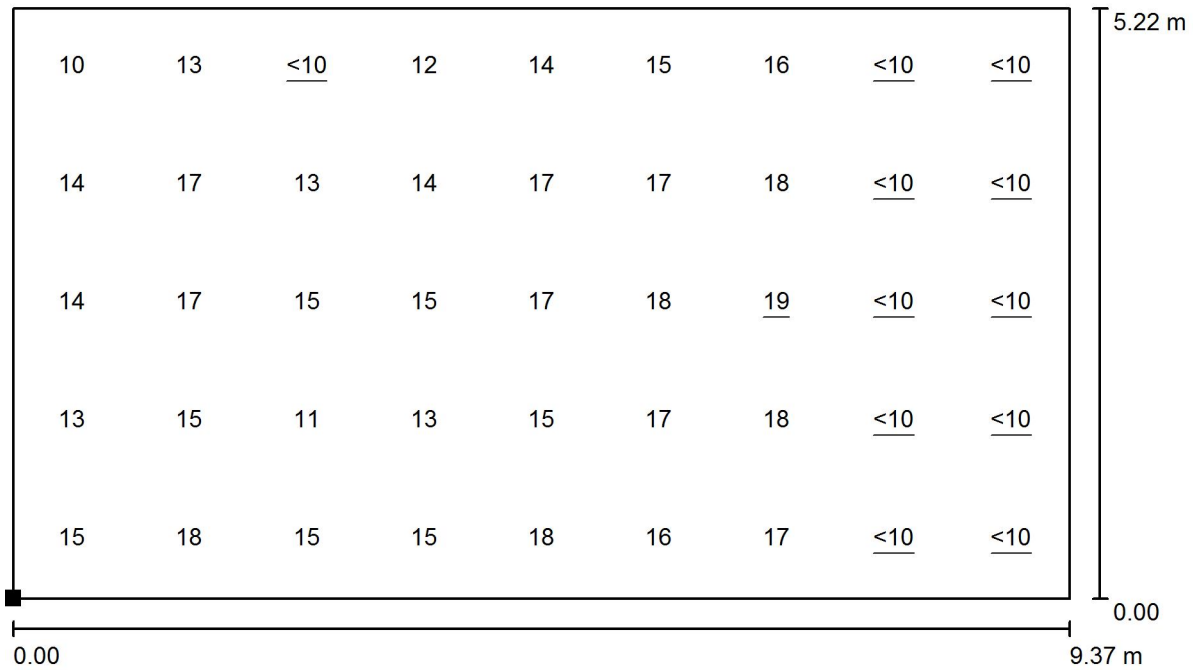 10 13 <10 12 14 15 16 <10 <10 5.22 m
14 17 13 14 17 17 18 <10 <10
14 17 15 15 17 18 19 <10 <10
13 15 11 13 15 17 18 <10 <10
15 18 15 15 18 16 17 <10 <10
0.00
0.00 9.37 m